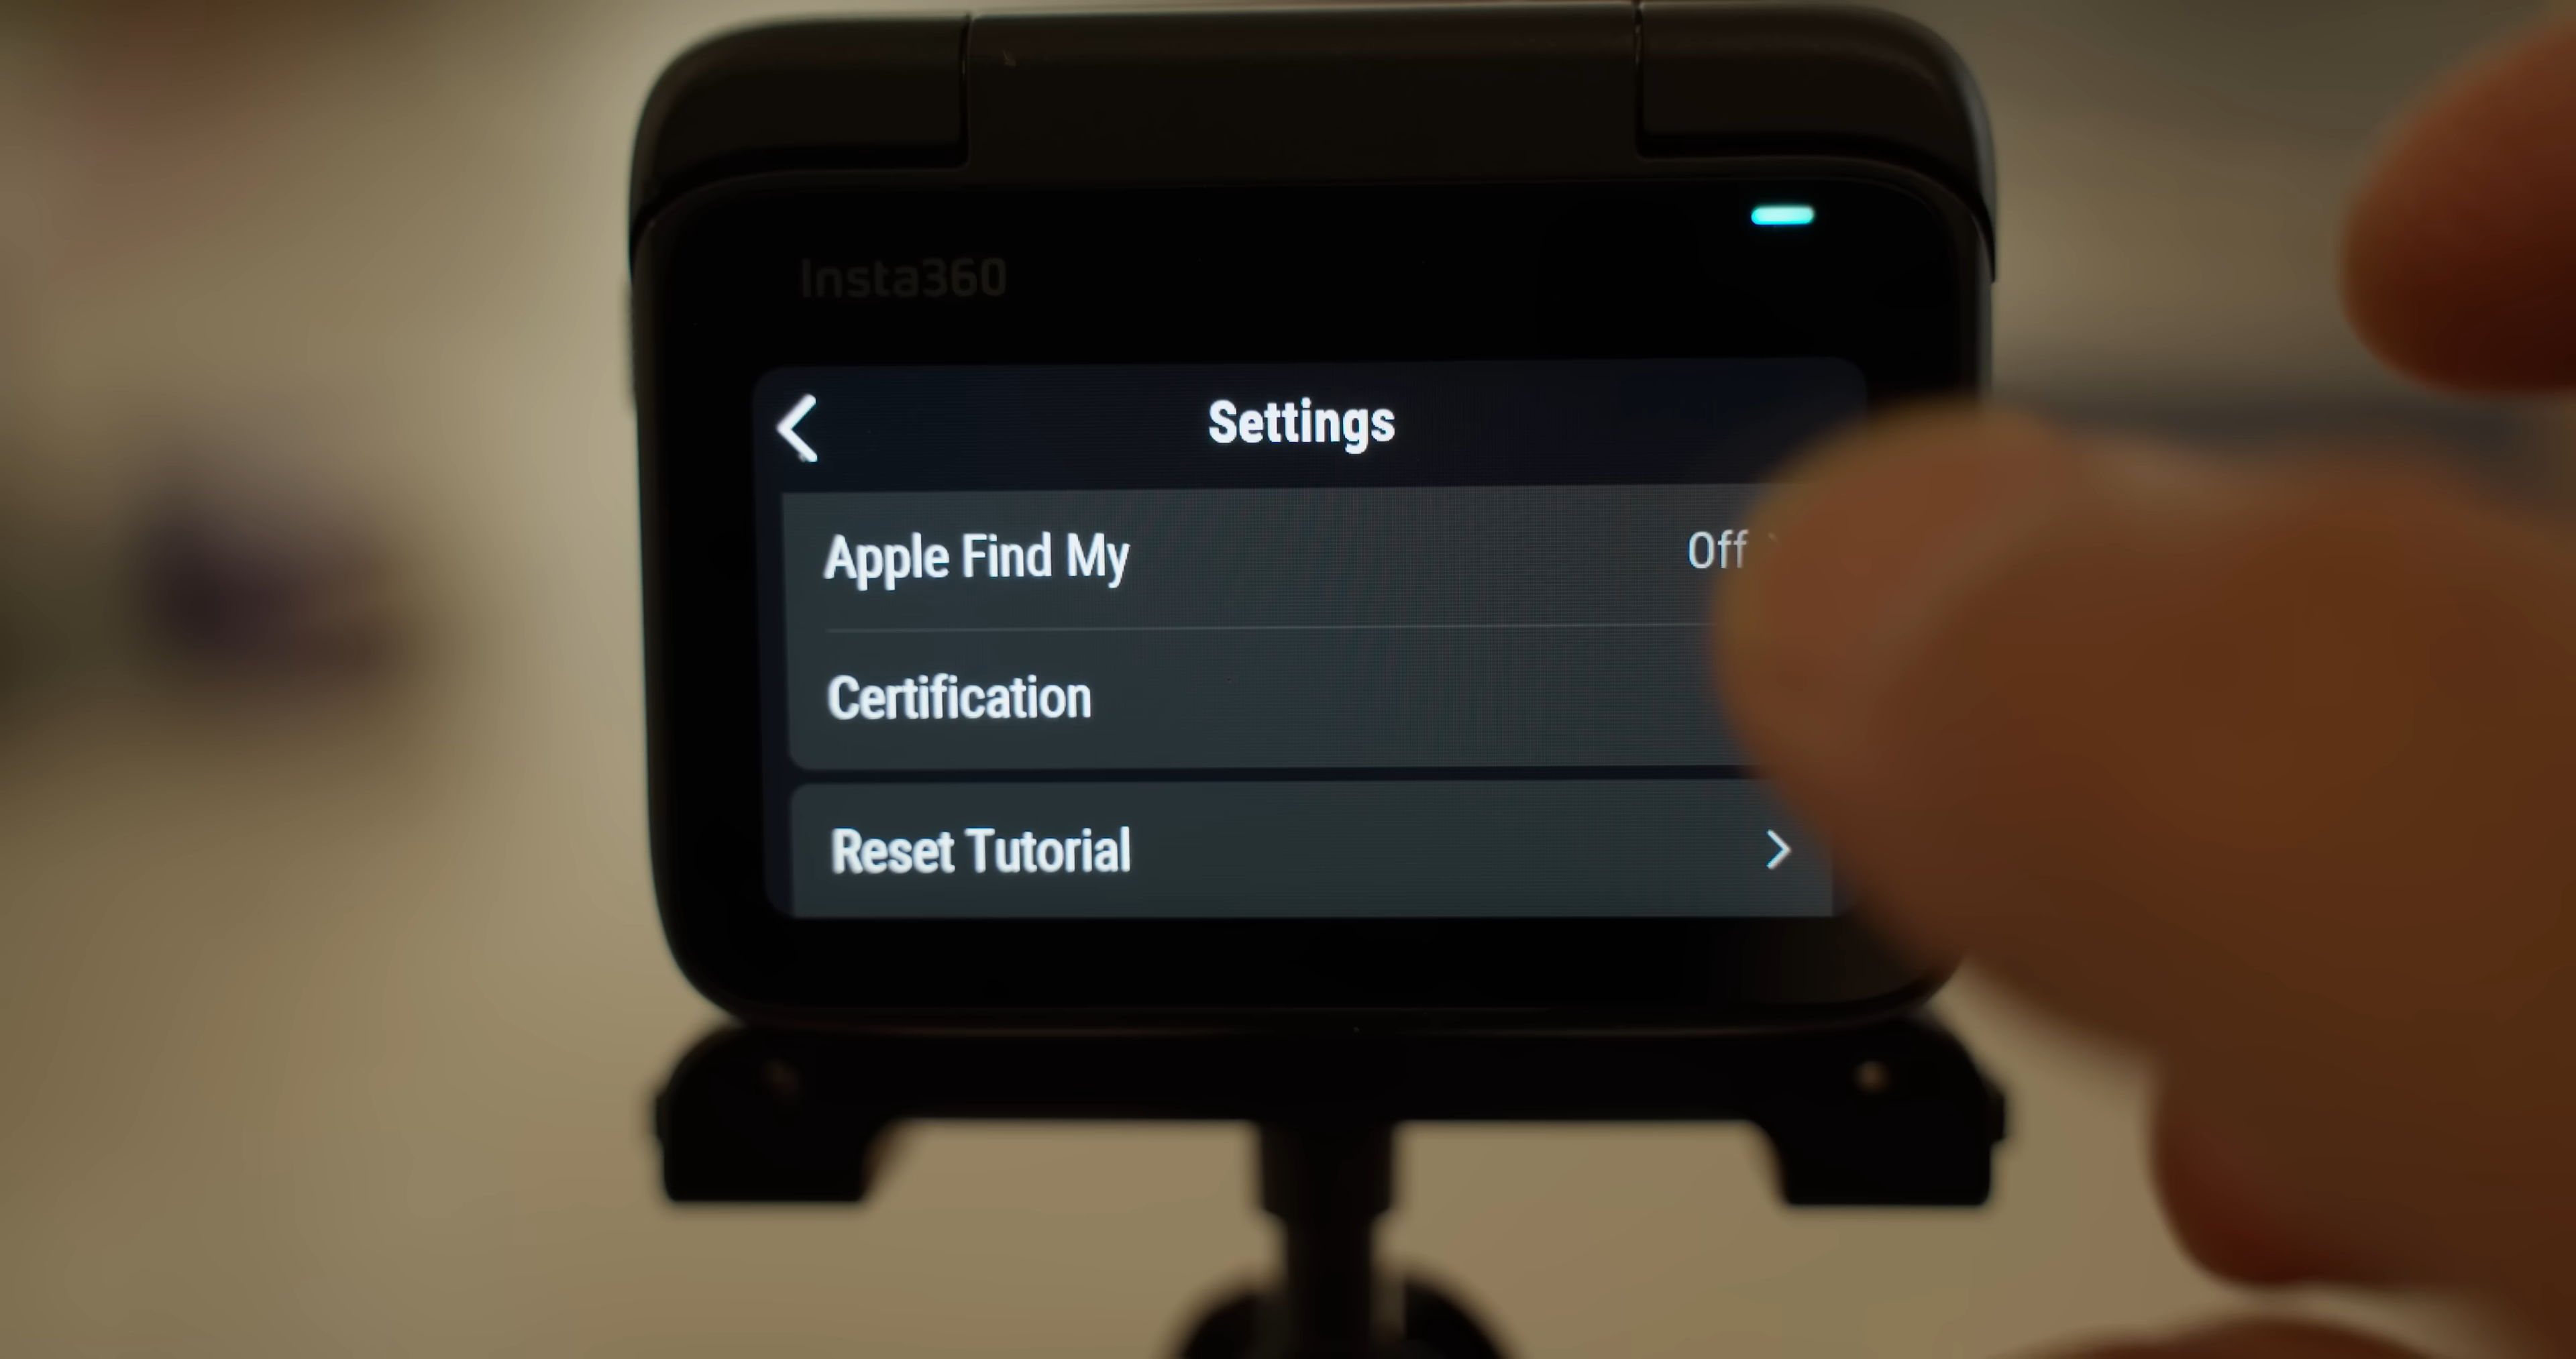 Insta360
Settings
Apple Find My
Off
Certification
Reset Tutorial